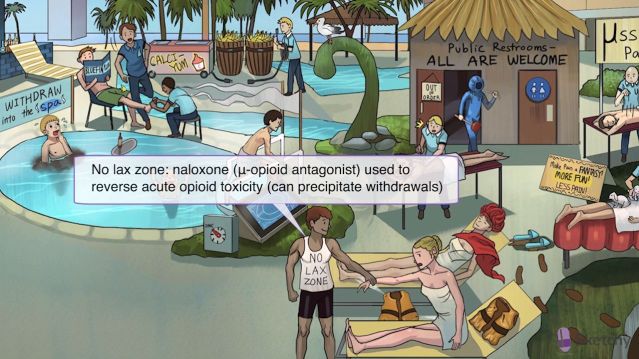 µss
Pa
Public Restrooms-
ALL ARE WELCOME
OUT
OF
ORDER
BLUEFIN
CALCI
YUM
WITHDRAW
into the spas
No lax zone: naloxone (µ-opioid antagonist) used to
reverse acute opioid toxicity (can precipitate withdrawals)
Make Pain a FANTASY!
MORE FUN!
LESS PAIN!
NO
LAX
ZONE
sketchy